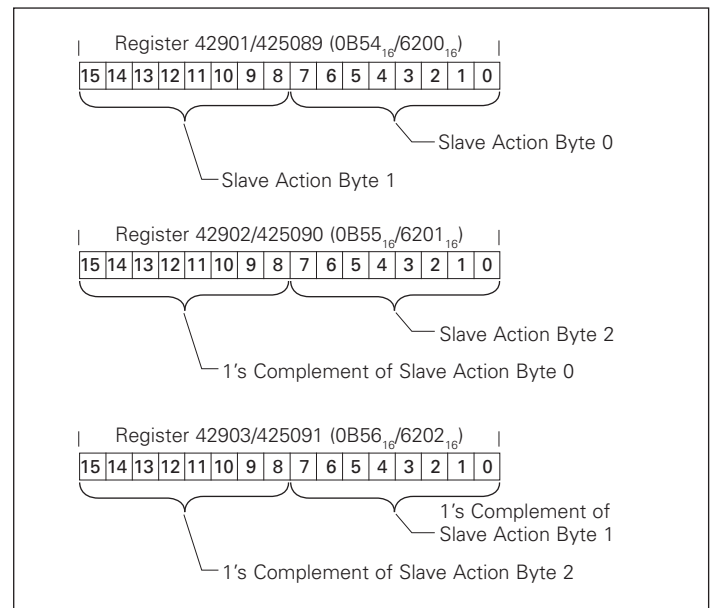 Register 42901/425089 (0B54₁₆/6200₁₆)
15 14 13 12 11 10 9 8 7 6 5 4 3 2 1 0
Slave Action Byte 0
Slave Action Byte 1
Register 42902/425090 (0B55₁₆/6201₁₆)
15 14 13 12 11 10 9 8 7 6 5 4 3 2 1 0
Slave Action Byte 2
1's Complement of Slave Action Byte 0
Register 42903/425091 (0B56₁₆/6202₁₆)
15 14 13 12 11 10 9 8 7 6 5 4 3 2 1 0
1's Complement of
Slave Action Byte 1
1's Complement of Slave Action Byte 2